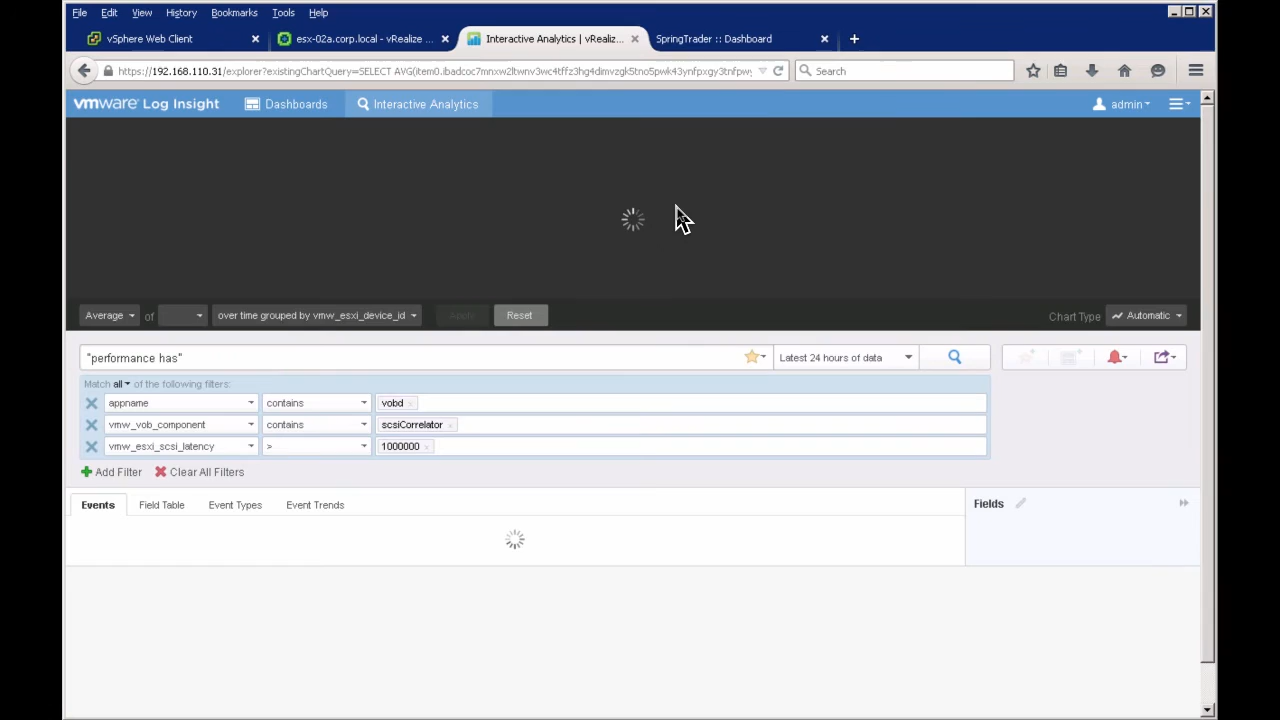 File Edit View History Bookmarks Tools Help
vSphere Web Client × esx-02a.corp.local - vRealize ... × Interactive Analytics | vRealiz... × SpringTrader :: Dashboard × +
Search
vmware Log Insight Dashboards Interactive Analytics admin
Average of over time grouped by vmw_esxi_device_id Apply Reset Chart Type Automatic
"performance has" Latest 24 hours of data
Match all of the following filters:
appname contains vobd
vmw_vob_component contains scsiCorrelator
vmw_esxi_scsi_latency > 1000000
Add Filter Clear All Filters
Events Field Table Event Types Event Trends Fields